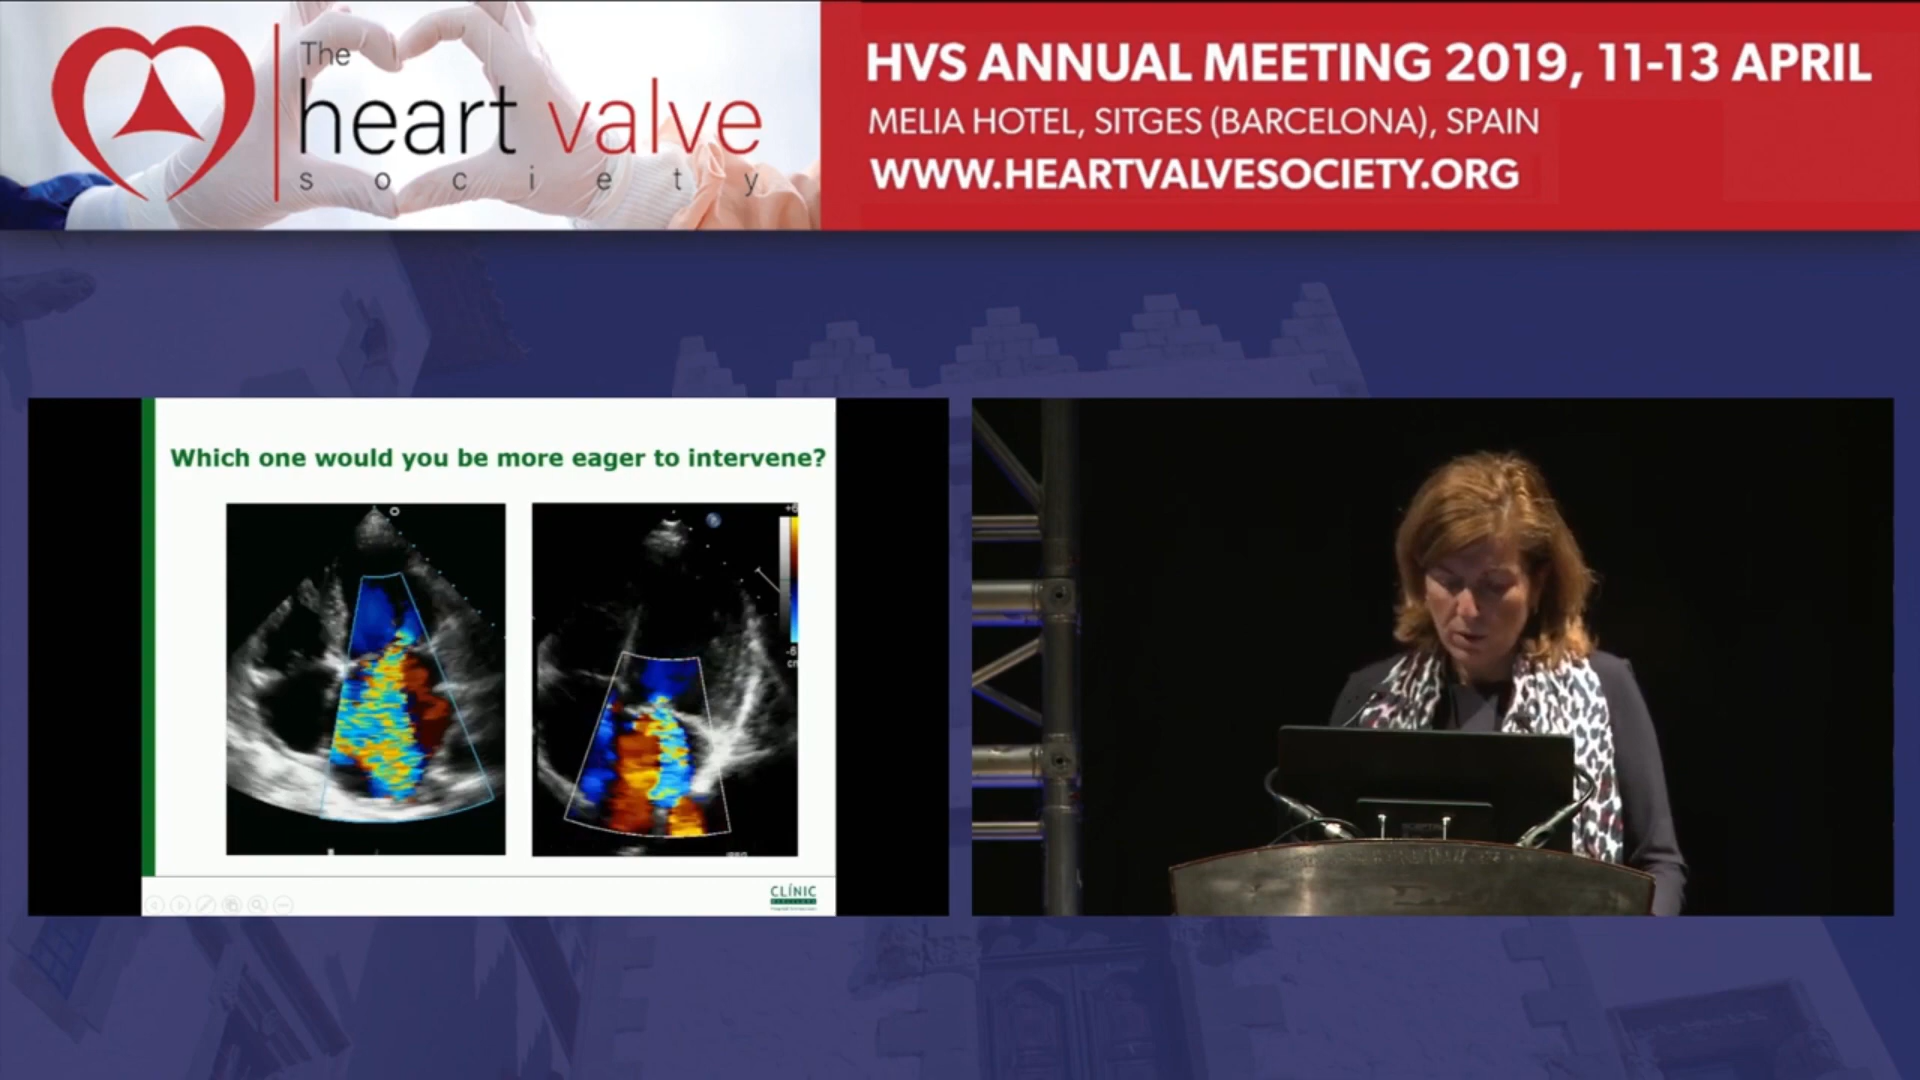 The
heart valve
society
HVS ANNUAL MEETING 2019, 11-13 APRIL
MELIA HOTEL, SITGES (BARCELONA), SPAIN
WWW.HEARTVALVESOCIETY.ORG
Which one would you be more eager to intervene?
CLÍNIC